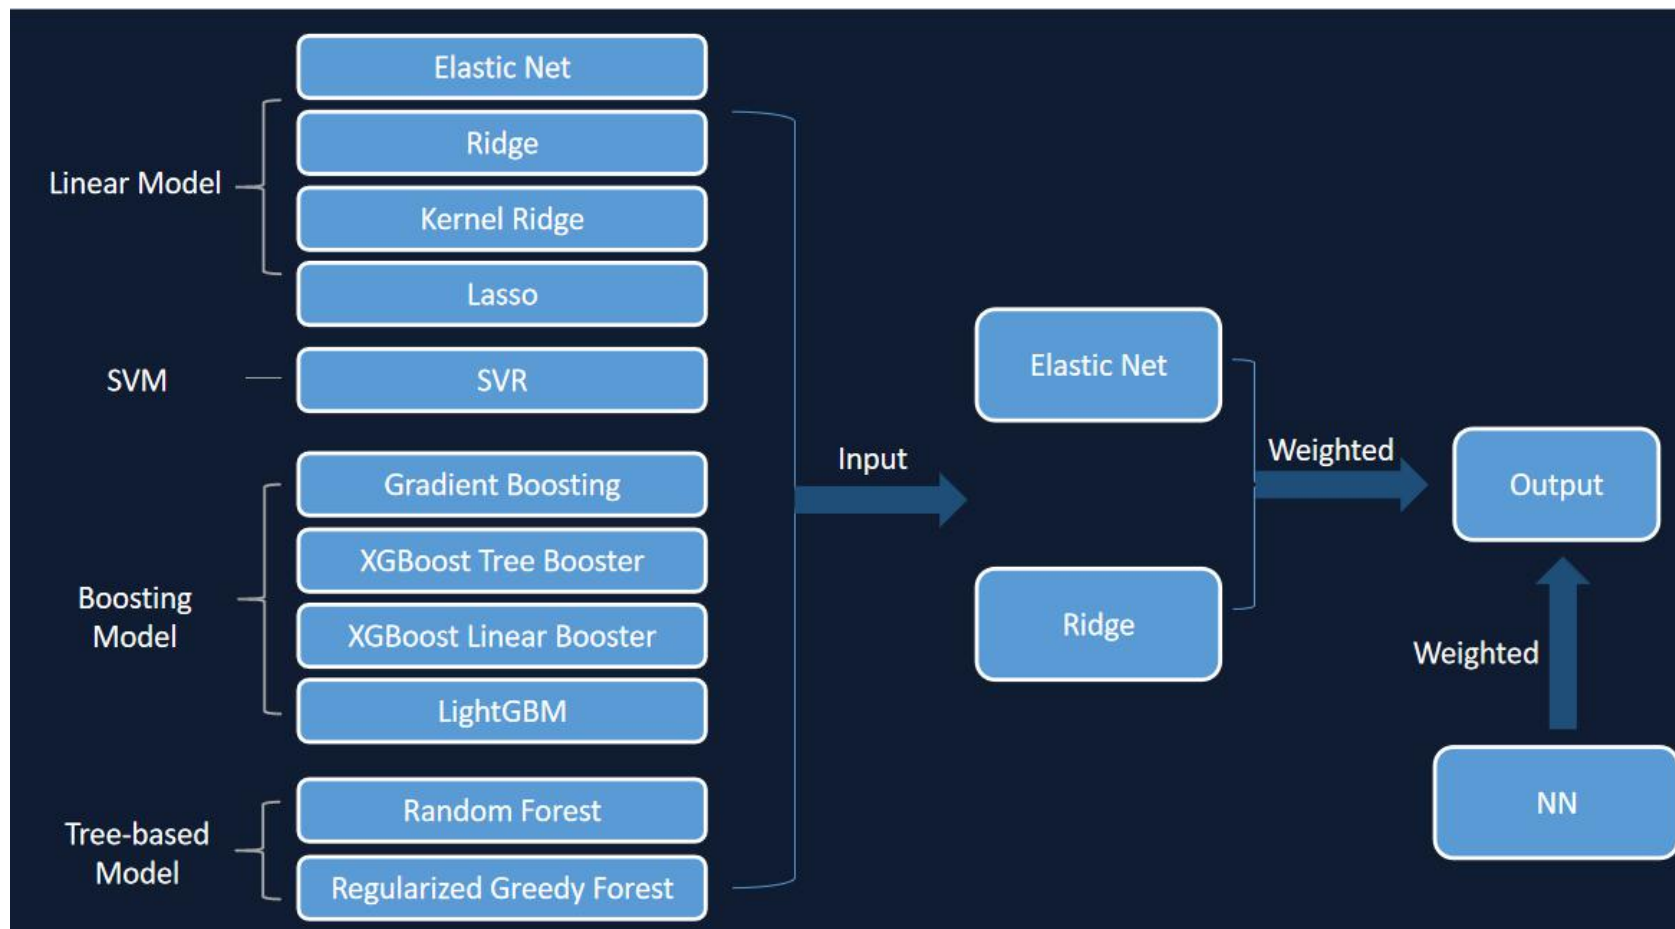 Linear Model
Elastic Net
Ridge
Kernel Ridge
Lasso
SVM
SVR
Boosting
Model
Gradient Boosting
XGBoost Tree Booster
XGBoost Linear Booster
LightGBM
Tree-based
Model
Random Forest
Regularized Greedy Forest
Input
Elastic Net
Ridge
Weighted
Output
Weighted
NN